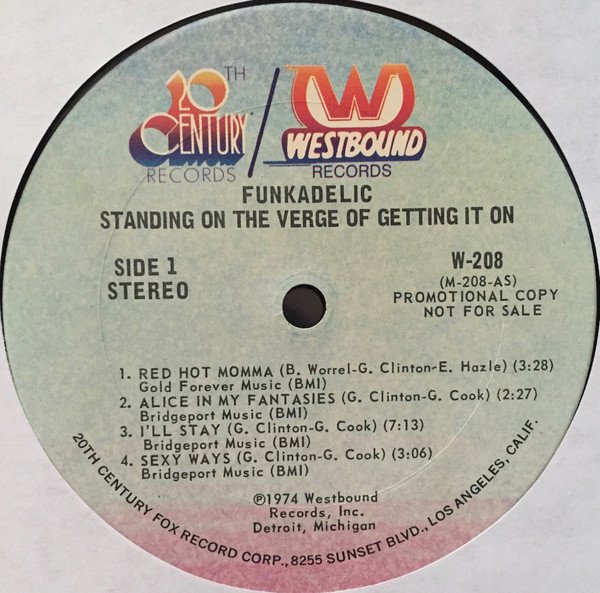 20TH
CENTURY
RECORDS
W
WESTBOUND
RECORDS
FUNKADELIC
STANDING ON THE VERGE OF GETTING IT ON
SIDE 1
STEREO
W-208
(M-208-AS)
PROMOTIONAL COPY
NOT FOR SALE
1. RED HOT MOMMA (B. Worrel-G. Clinton-E. Hazle) (3:28)
Gold Forever Music (BMI)
2. ALICE IN MY FANTASIES (G. Clinton-G. Cook) (2:27)
Bridgeport Music (BMI)
3. I'LL STAY (G. Clinton-G. Cook) (7:13)
Bridgeport Music (BMI)
4. SEXY WAYS (G. Clinton-G. Cook) (3:06)
Bridgeport Music (BMI)
℗1974 Westbound
Records, Inc.
Detroit, Michigan
20TH CENTURY FOX RECORD CORP., 8255 SUNSET BLVD., LOS ANGELES, CALIF.